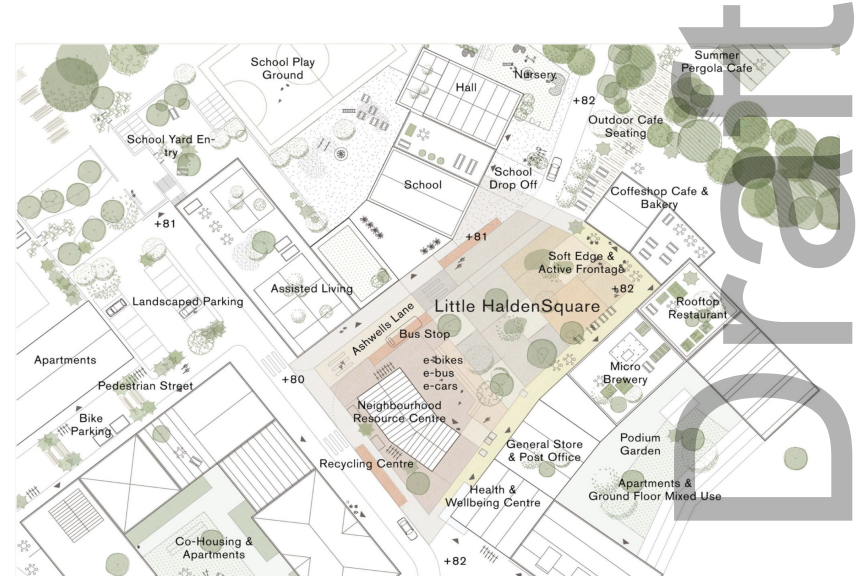 School Play
Ground
Hall
Nursery
Summer
Pergola Cafe
+82
Outdoor Cafe
Seating
School Yard En-
try
School
School
Drop Off
Coffeshop Cafe &
Bakery
+81
+81
Soft Edge &
Active Frontage
+82
Assisted Living
Landscaped Parking
Ashwells Lane
Little HaldenSquare
Rooftop
Restaurant
Bus Stop
Apartments
e-bikes
e-bus
e-cars
Micro
Brewery
+80
Pedestrian Street
Neighbourhood
Resource Centre
Bike
Parking
General Store
& Post Office
Podium
Garden
Recycling Centre
Apartments &
Ground Floor Mixed Use
Health &
Wellbeing Centre
Co-Housing &
Apartments
+82
Draft